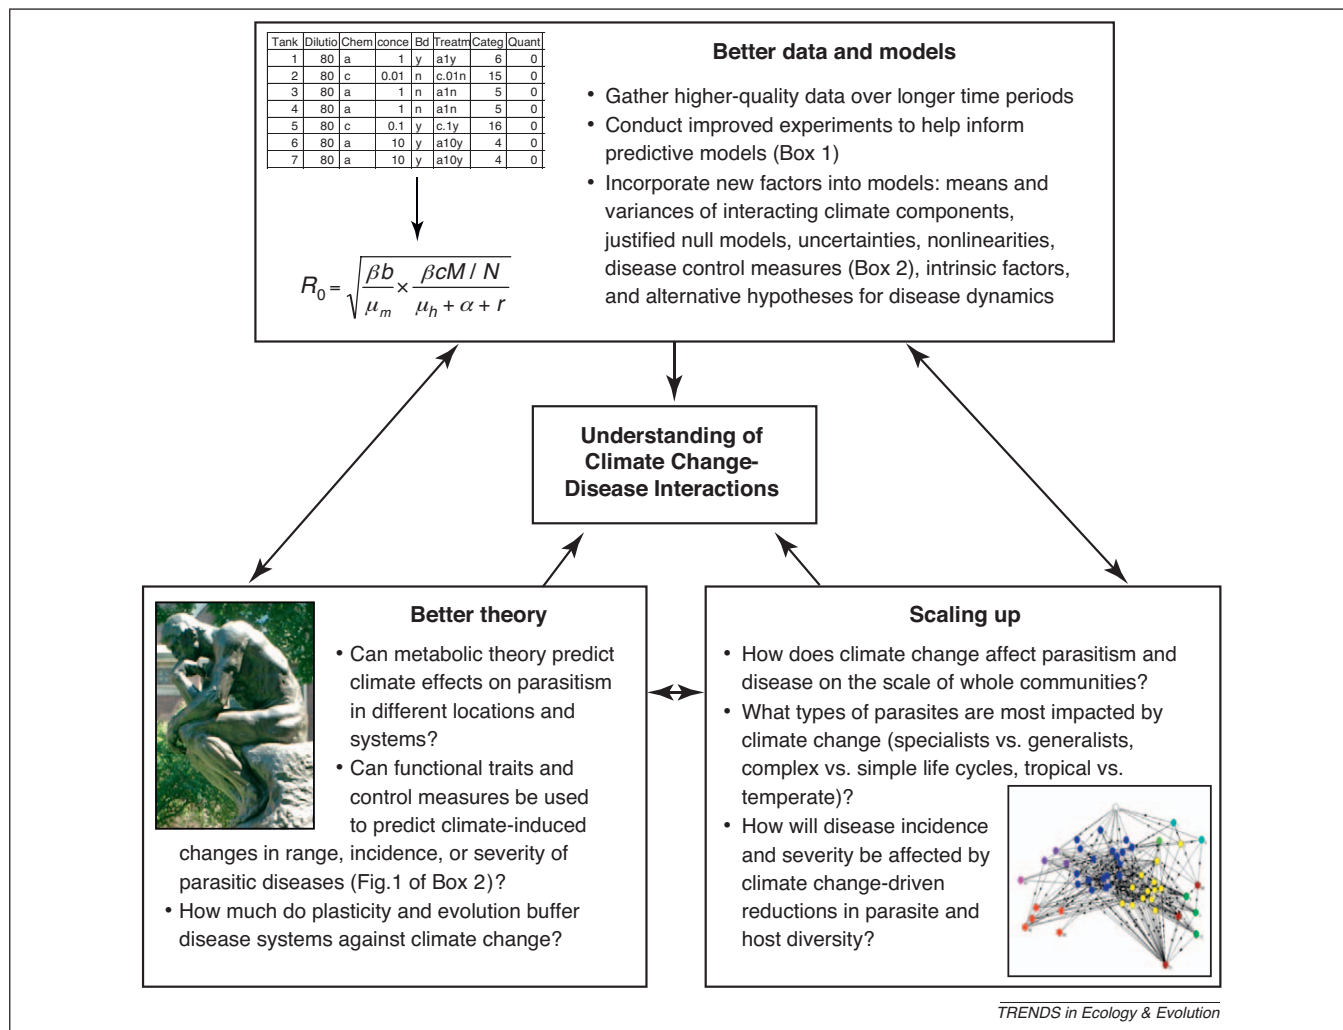 Tank Dilutio Chem conce Bd Treatm Categ Quant
1 80 a 1 y a1y 6 0
2 80 c 0.01 n c.01n 15 0
3 80 a 1 n a1n 5 0
4 80 a 1 n a1n 5 0
5 80 c 0.1 y c.1y 16 0
6 80 a 10 y a10y 4 0
7 80 a 10 y a10y 4 0
R0 = √(βb/μm × βcM / N/μh + α + r)
Better data and models
• Gather higher-quality data over longer time periods
• Conduct improved experiments to help inform
predictive models (Box 1)
• Incorporate new factors into models: means and
variances of interacting climate components,
justified null models, uncertainties, nonlinearities,
disease control measures (Box 2), intrinsic factors,
and alternative hypotheses for disease dynamics
Understanding of
Climate Change-
Disease Interactions
Better theory
• Can metabolic theory predict
climate effects on parasitism
in different locations and
systems?
• Can functional traits and
control measures be used
to predict climate-induced
changes in range, incidence, or severity of
parasitic diseases (Fig.1 of Box 2)?
• How much do plasticity and evolution buffer
disease systems against climate change?
Scaling up
• How does climate change affect parasitism and
disease on the scale of whole communities?
• What types of parasites are most impacted by
climate change (specialists vs. generalists,
complex vs. simple life cycles, tropical vs.
temperate)?
• How will disease incidence
and severity be affected by
climate change-driven
reductions in parasite and
host diversity?
TRENDS in Ecology & Evolution